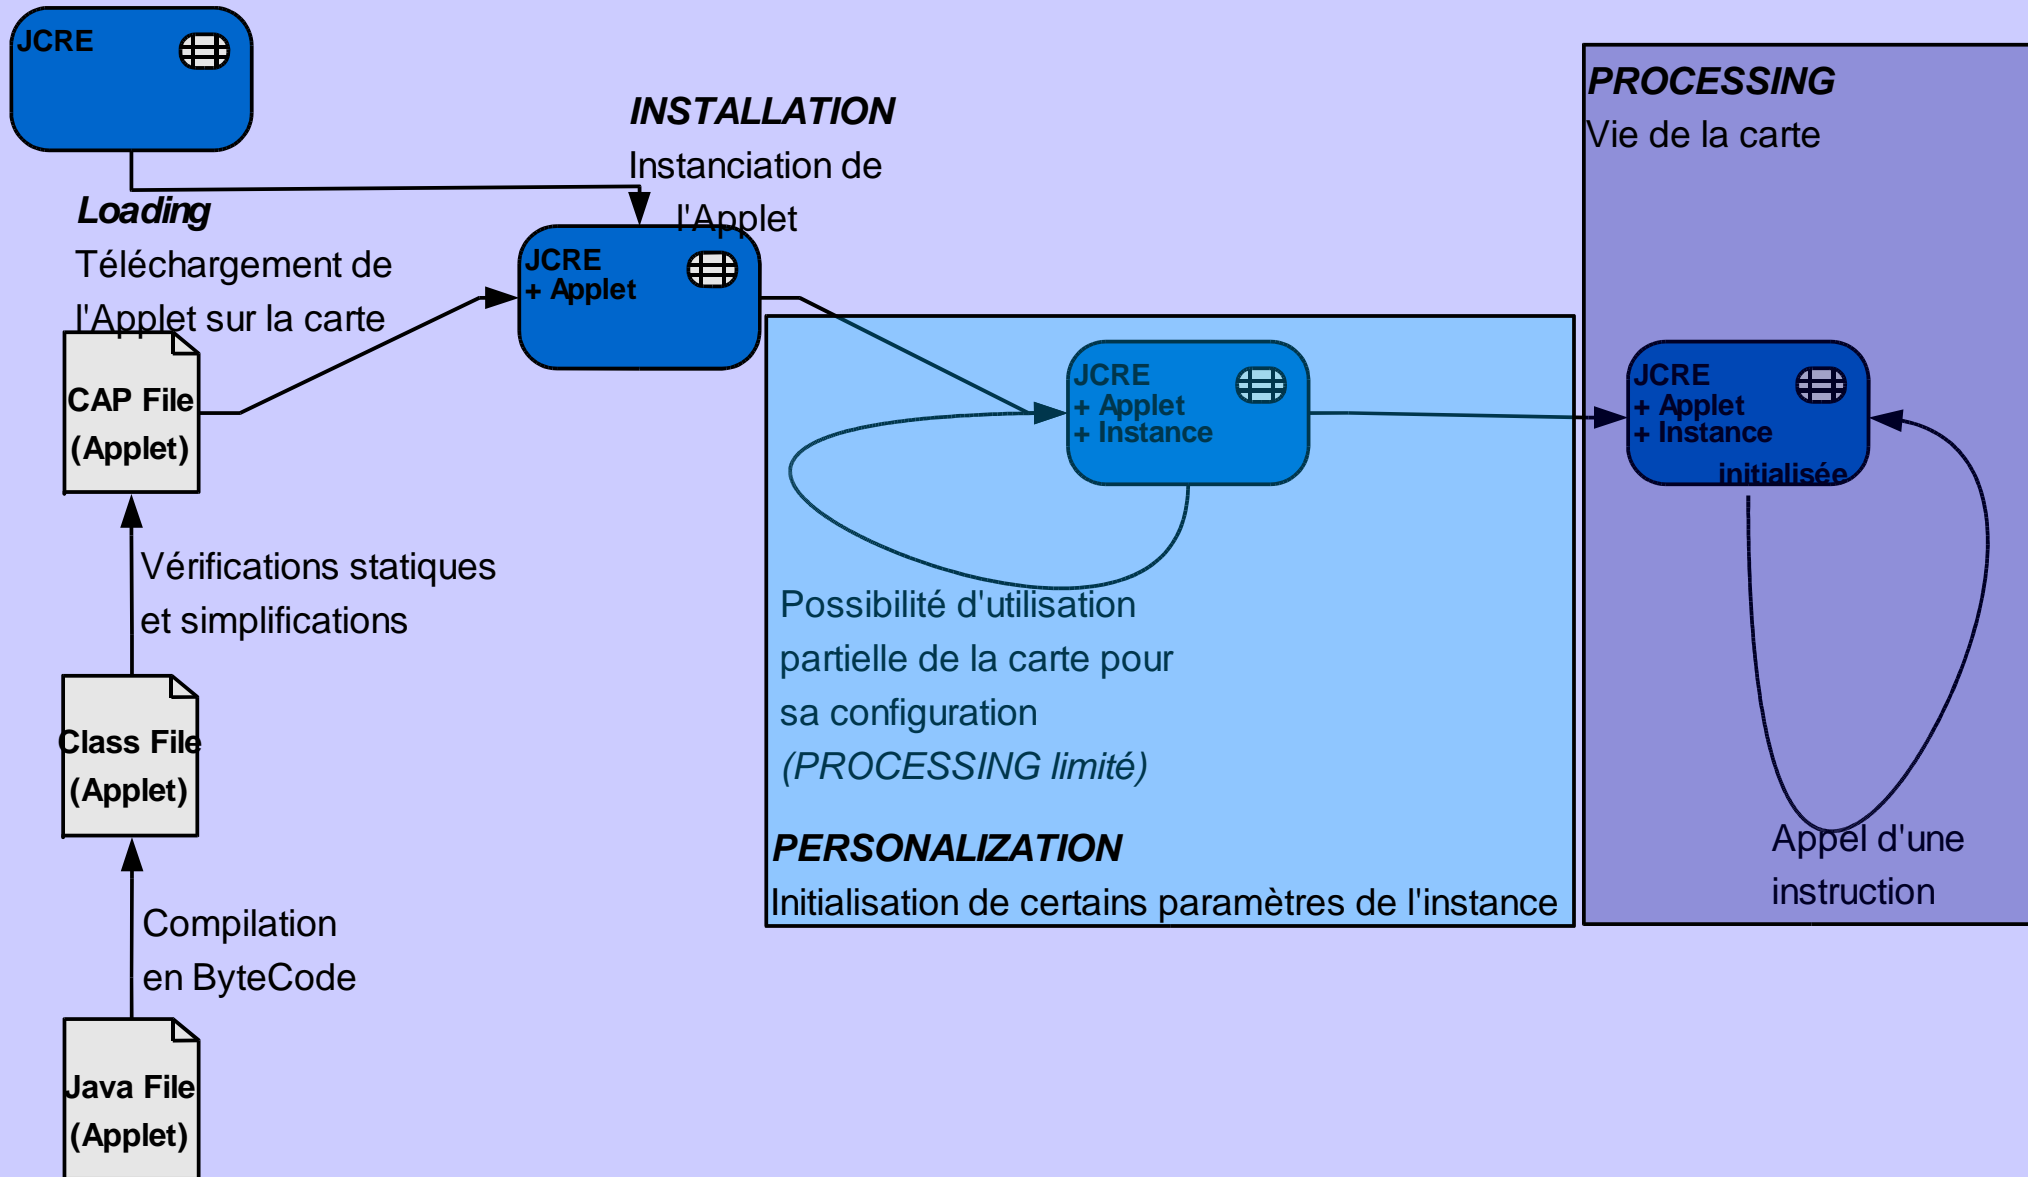 JCRE
INSTALLATION
Instanciation de
l'Applet
PROCESSING
Vie de la carte
Loading
Téléchargement de
l'Applet sur la carte
JCRE
+ Applet
CAP File
(Applet)
JCRE
+ Applet
+ Instance
JCRE
+ Applet
+ Instance
initialisée
Vérifications statiques
et simplifications
Possibilité d'utilisation
partielle de la carte pour
sa configuration
(PROCESSING limité)
Class File
(Applet)
PERSONALIZATION
Initialisation de certains paramètres de l'instance
Appel d'une
instruction
Compilation
en ByteCode
Java File
(Applet)